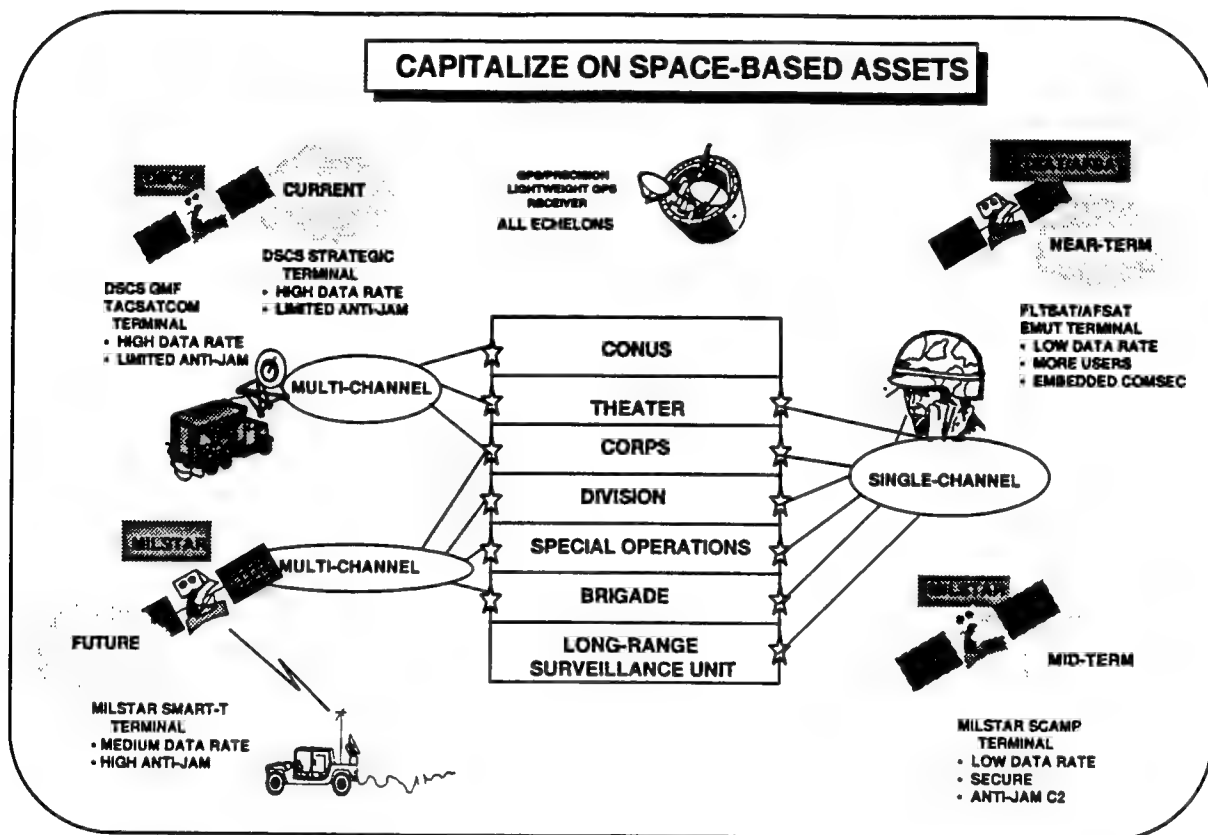 CAPITALIZE ON SPACE-BASED ASSETS
CURRENT
DSCS STRATEGIC
TERMINAL
• HIGH DATA RATE
• LIMITED ANTI-JAM
DSCS GMF
TACSATCOM
TERMINAL
• HIGH DATA RATE
• LIMITED ANTI-JAM
GPS/PRECISION
LIGHTWEIGHT GPS
RECEIVER
ALL ECHELONS
NEAR-TERM
FLTSAT/AFSAT
EMUT TERMINAL
• LOW DATA RATE
• MORE USERS
• EMBEDDED COMSEC
MULTI-CHANNEL
CONUS
THEATER
CORPS
DIVISION
SPECIAL OPERATIONS
BRIGADE
LONG-RANGE
SURVEILLANCE UNIT
SINGLE-CHANNEL
MILSTAR
MULTI-CHANNEL
FUTURE
MILSTAR SMART-T
TERMINAL
• MEDIUM DATA RATE
• HIGH ANTI-JAM
MILSTAR
MID-TERM
MILSTAR SCAMP
TERMINAL
• LOW DATA RATE
• SECURE
• ANTI-JAM C2